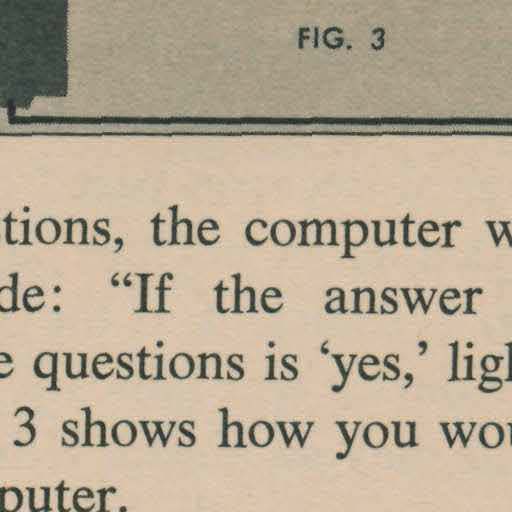 FIG. 3
tions, the computer w
de: “If the answer
e questions is ‘yes,’ ligh
3 shows how you wou
puter.